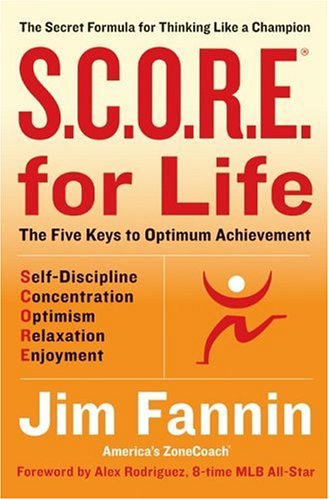 The Secret Formula for Thinking Like a Champion
S.C.O.R.E.®
for Life
The Five Keys to Optimum Achievement
Self-Discipline
Concentration
Optimism
Relaxation
Enjoyment
Jim Fannin
America's ZoneCoach®
Foreword by Alex Rodriguez, 8-time MLB All-Star